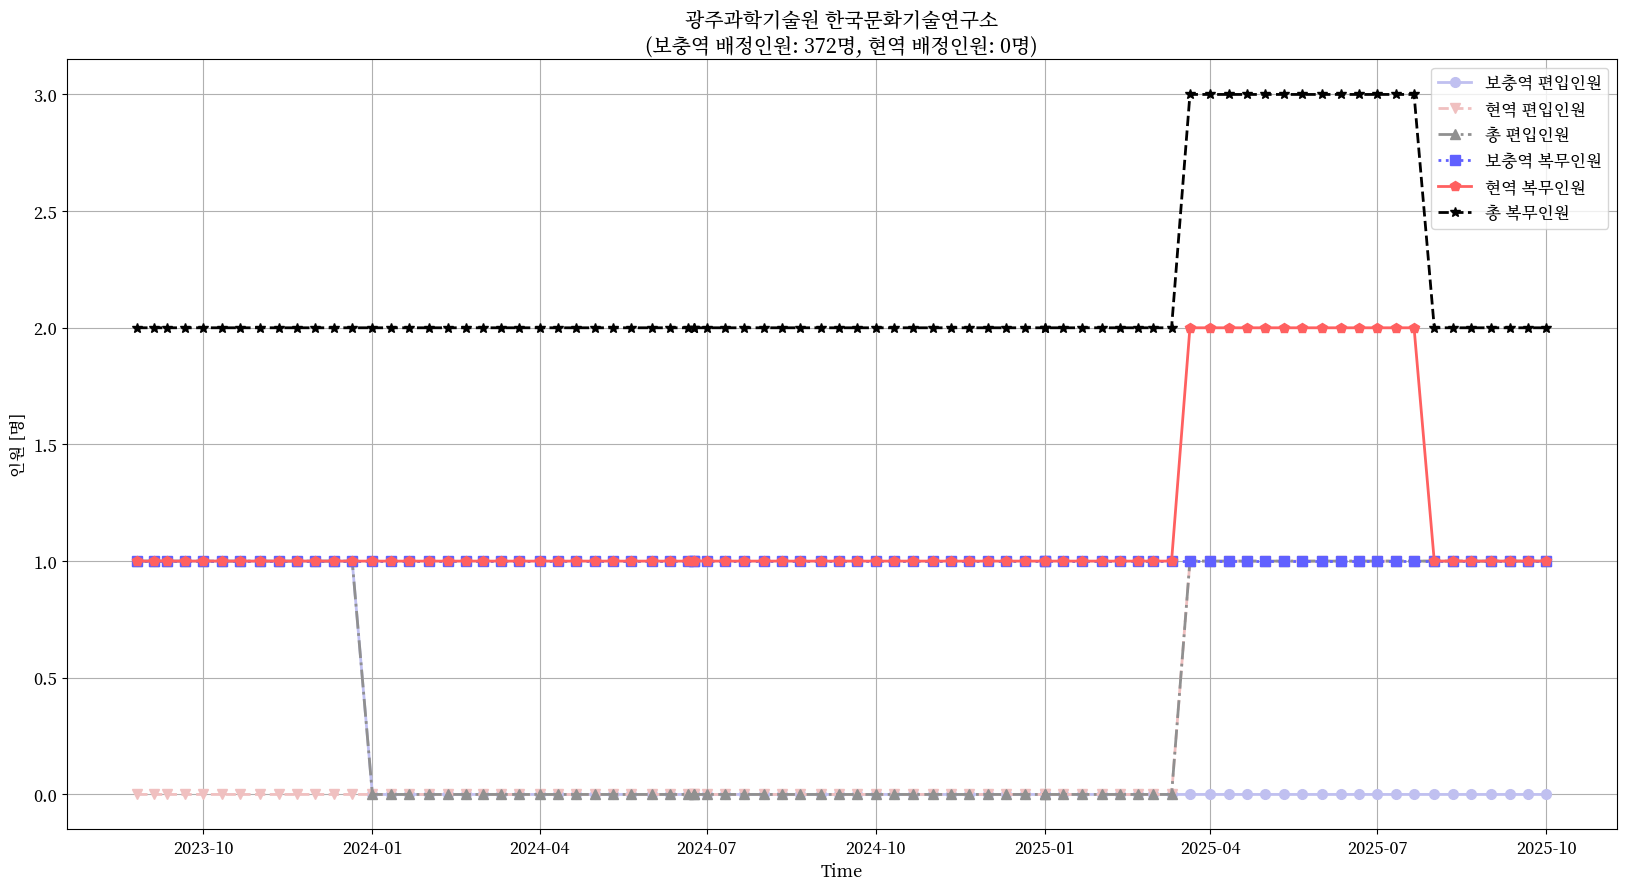 광주과학기술원 한국문화기술연구소
(보충역 배정인원: 372명, 현역 배정인원: 0명)
보충역 편입인원
현역 편입인원
총 편입인원
보충역 복무인원
현역 복무인원
총 복무인원
인원 [명]
3.0
2.5
2.0
1.5
1.0
0.5
0.0
2023-10
2024-01
2024-04
2024-07
2024-10
2025-01
2025-04
2025-07
2025-10
Time